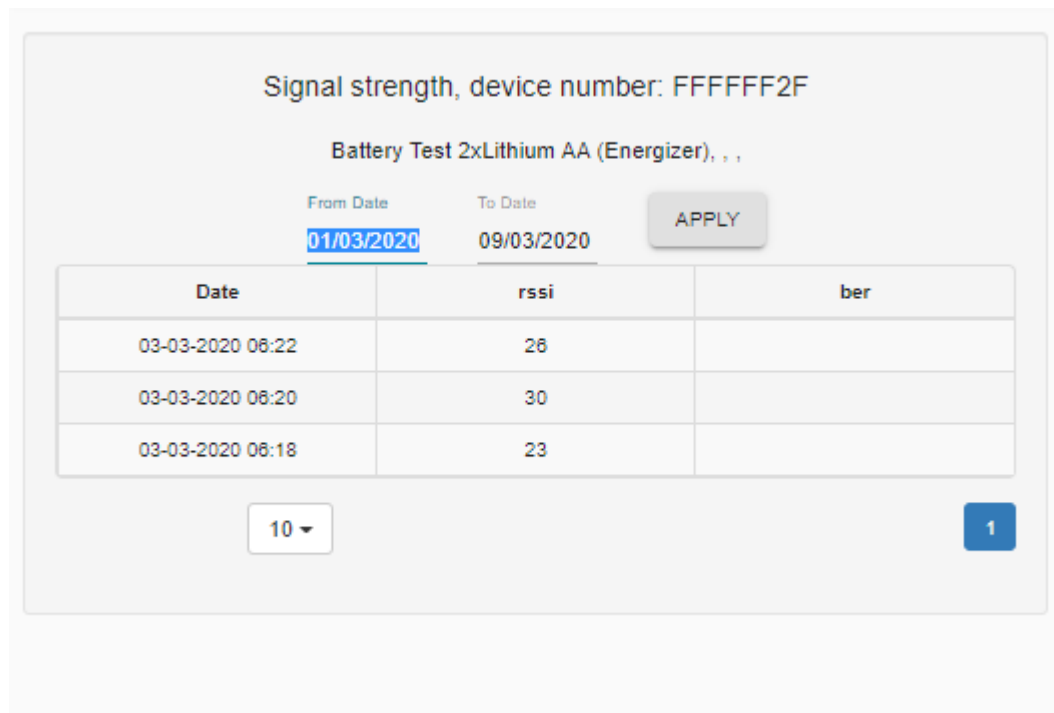 Signal strength, device number: FFFFFF2F
Battery Test 2xLithium AA (Energizer), , ,
From Date To Date
01/03/2020 09/03/2020 APPLY
Date rssi ber
03-03-2020 06:22 26
03-03-2020 06:20 30
03-03-2020 06:18 23
10 1